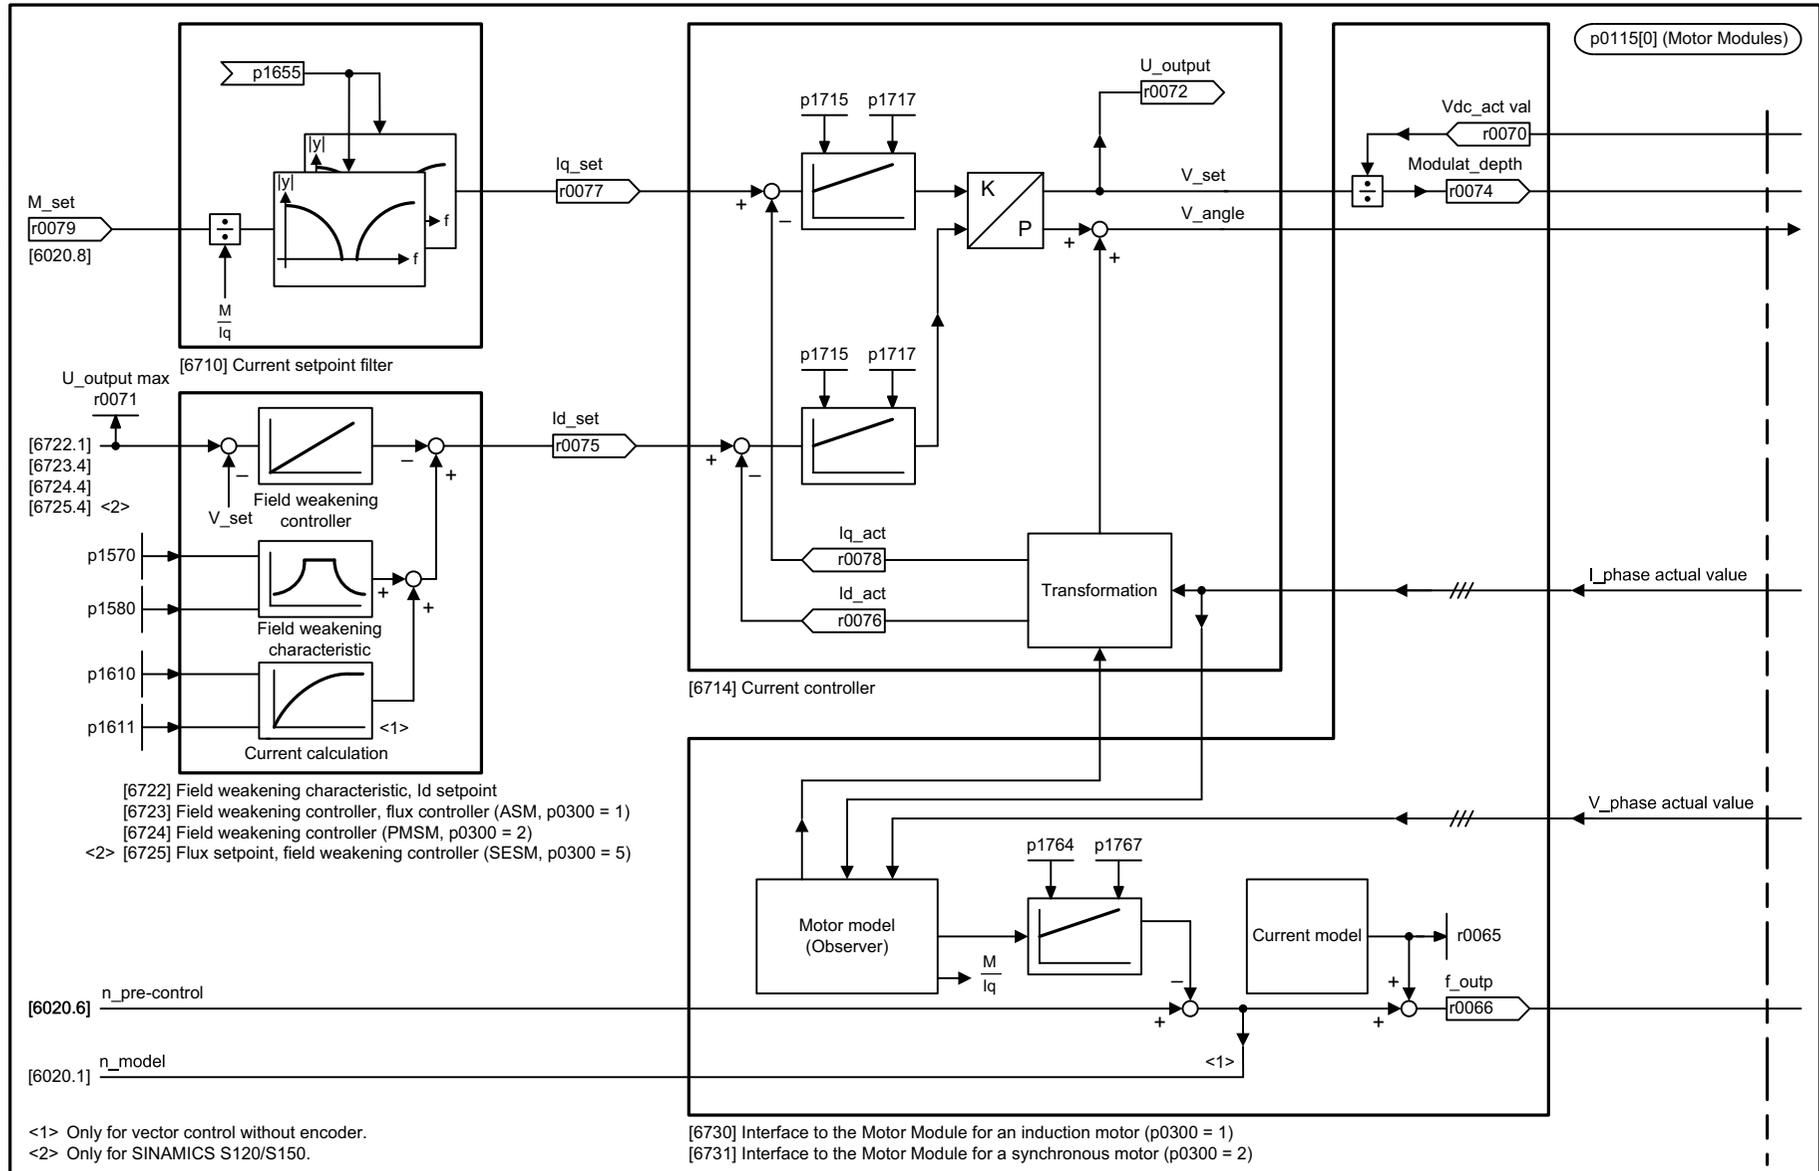 p0115[0] (Motor Modules)
p1655
|y|
f
|y|
f
M_set
r0079
[6020.8]
÷
M
Iq
[6710] Current setpoint filter
Iq_set
r0077
+
–
p1715 p1717
K
P
U_output
r0072
V_set
V_angle
+
+
Vdc_act val
r0070
Modulat_depth
÷
r0074
U_output max
r0071
[6722.1]
[6723.4]
[6724.4]
[6725.4] <2>
–
V_set
Field weakening
controller
–
+
Id_set
r0075
+
–
p1715 p1717
p1570
p1580
+
+
Field weakening
characteristic
p1610
p1611
<1>
Current calculation
Iq_act
r0078
Id_act
r0076
Transformation
I_phase actual value
[6714] Current controller
[6722] Field weakening characteristic, Id setpoint
[6723] Field weakening controller, flux controller (ASM, p0300 = 1)
[6724] Field weakening controller (PMSM, p0300 = 2)
<2> [6725] Flux setpoint, field weakening controller (SESM, p0300 = 5)
V_phase actual value
p1764 p1767
Motor model
(Observer)
M
Iq
Current model
r0065
–
+
+
+
f_outp
r0066
[6020.6] n_pre-control
[6020.1] n_model
<1>
<1> Only for vector control without encoder.
<2> Only for SINAMICS S120/S150.
[6730] Interface to the Motor Module for an induction motor (p0300 = 1)
[6731] Interface to the Motor Module for a synchronous motor (p0300 = 2)